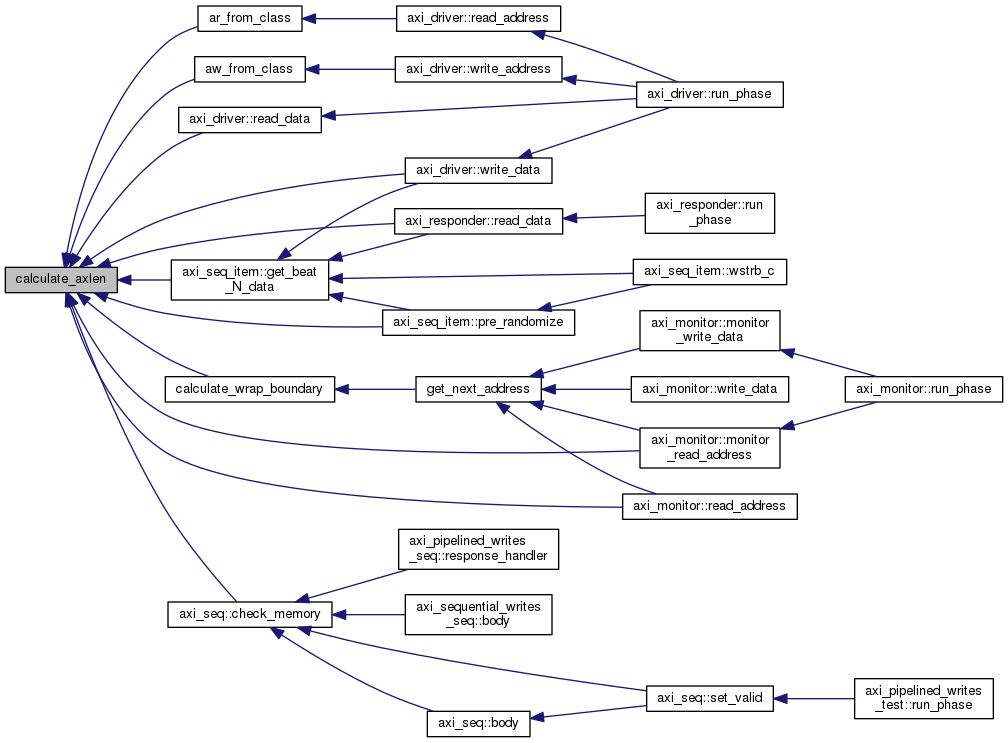 ar_from_class
axi_driver::read_address
aw_from_class
axi_driver::write_address
axi_driver::run_phase
axi_driver::read_data
axi_driver::write_data
axi_responder::run
_phase
axi_responder::read_data
calculate_axlen
axi_seq_item::get_beat
_N_data
axi_seq_item::wstrb_c
axi_seq_item::pre_randomize
axi_monitor::monitor
_write_data
calculate_wrap_boundary
get_next_address
axi_monitor::write_data
axi_monitor::run_phase
axi_monitor::monitor
_read_address
axi_monitor::read_address
axi_pipelined_writes
_seq::response_handler
axi_seq::check_memory
axi_sequential_writes
_seq::body
axi_seq::set_valid
axi_pipelined_writes
_test::run_phase
axi_seq::body